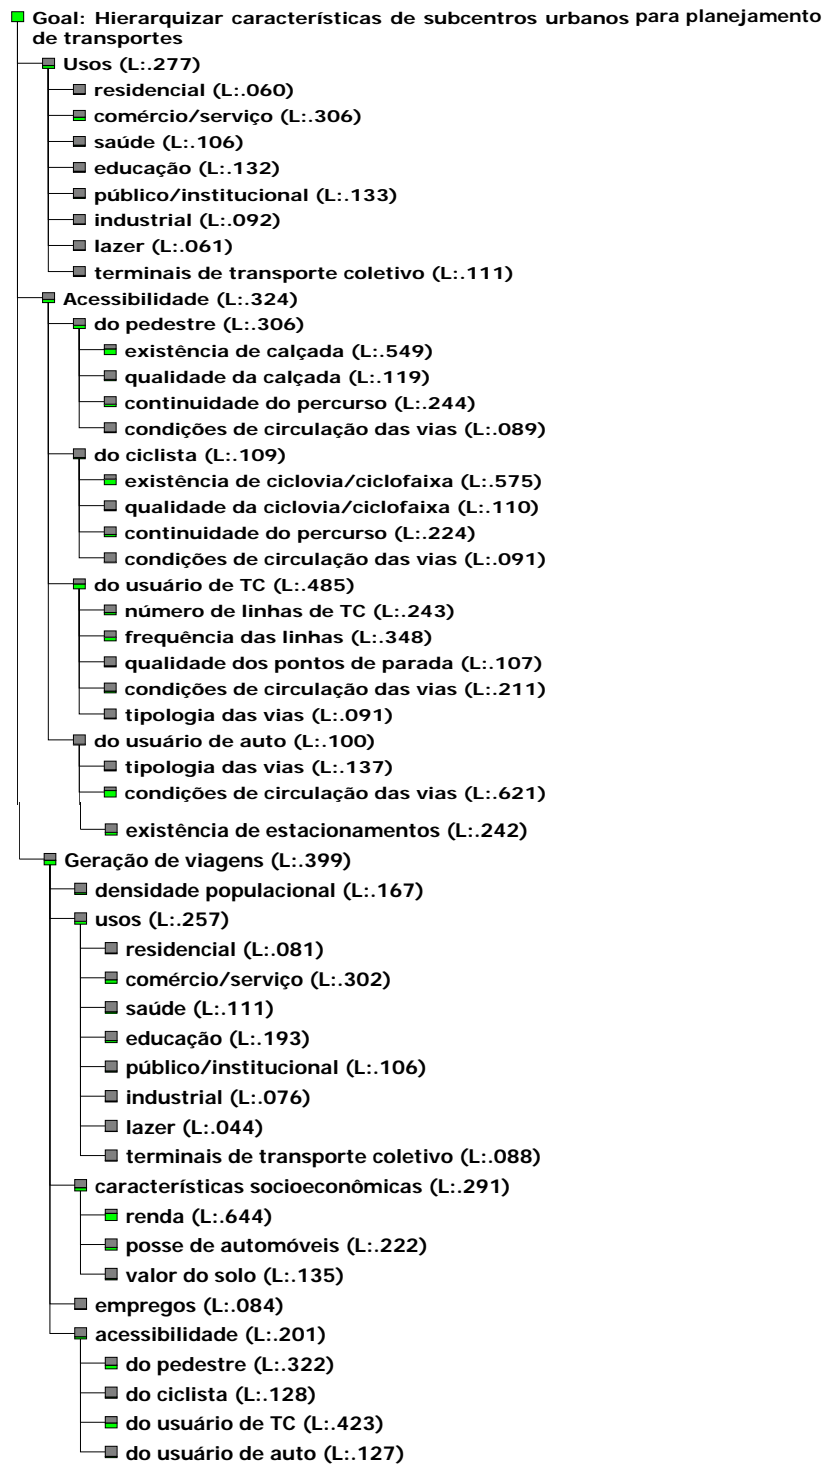 Goal: Hierarquizar características de subcentros urbanos para planejamento
de transportes
Usos (L:.277)
residencial (L:.060)
comércio/serviço (L:.306)
saúde (L:.106)
educação (L:.132)
público/institucional (L:.133)
industrial (L:.092)
lazer (L:.061)
terminais de transporte coletivo (L:.111)
Acessibilidade (L:.324)
do pedestre (L:.306)
existência de calçada (L:.549)
qualidade da calçada (L:.119)
continuidade do percurso (L:.244)
condições de circulação das vias (L:.089)
do ciclista (L:.109)
existência de ciclovia/ciclofaixa (L:.575)
qualidade da ciclovia/ciclofaixa (L:.110)
continuidade do percurso (L:.224)
condições de circulação das vias (L:.091)
do usuário de TC (L:.485)
número de linhas de TC (L:.243)
frequência das linhas (L:.348)
qualidade dos pontos de parada (L:.107)
condições de circulação das vias (L:.211)
tipologia das vias (L:.091)
do usuário de auto (L:.100)
tipologia das vias (L:.137)
condições de circulação das vias (L:.621)
existência de estacionamentos (L:.242)
Geração de viagens (L:.399)
densidade populacional (L:.167)
usos (L:.257)
residencial (L:.081)
comércio/serviço (L:.302)
saúde (L:.111)
educação (L:.193)
público/institucional (L:.106)
industrial (L:.076)
lazer (L:.044)
terminais de transporte coletivo (L:.088)
características socioeconômicas (L:.291)
renda (L:.644)
posse de automóveis (L:.222)
valor do solo (L:.135)
empregos (L:.084)
acessibilidade (L:.201)
do pedestre (L:.322)
do ciclista (L:.128)
do usuário de TC (L:.423)
do usuário de auto (L:.127)